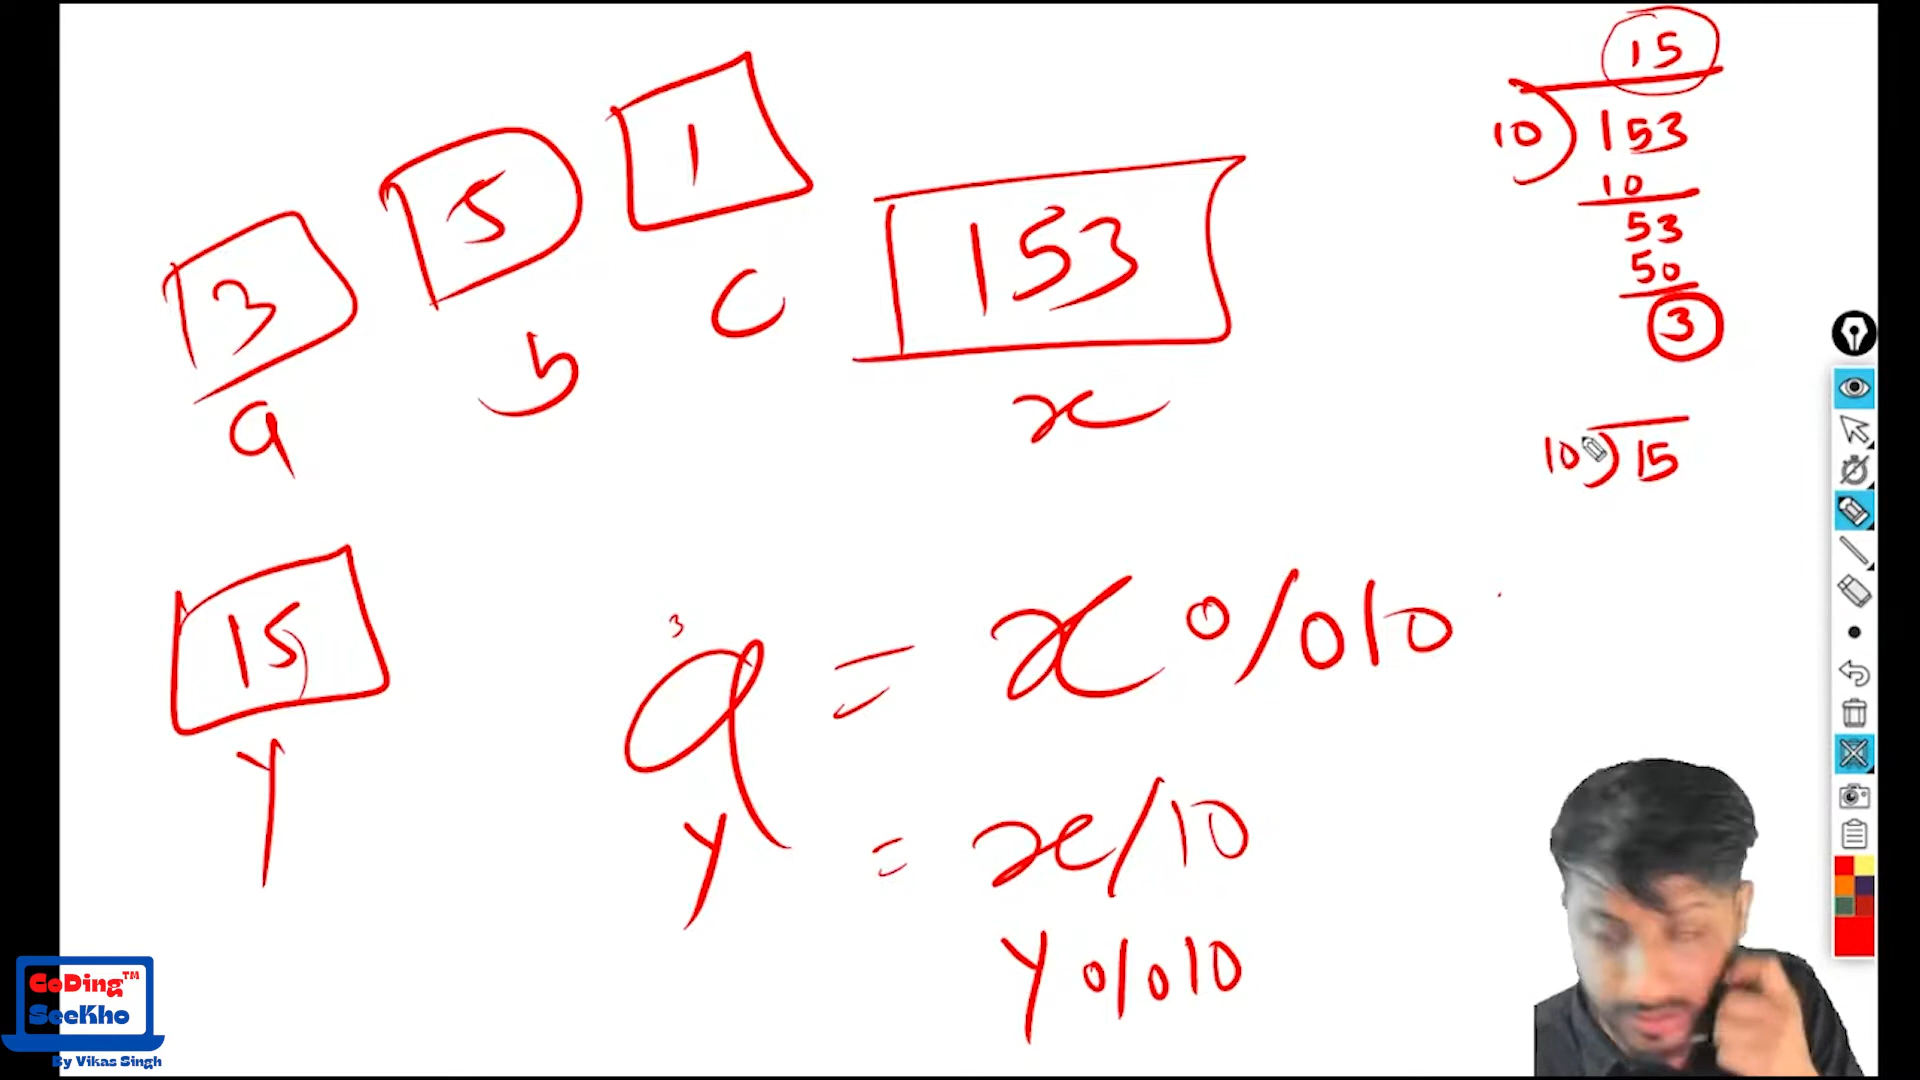 3
a
5
b
1
c
153
x
15
10) 153
10
53
50
3
10) 15
15
y
3
a = x % 10
y = x/10
y % 10
CoDing™
SeeKho
By Vikas Singh